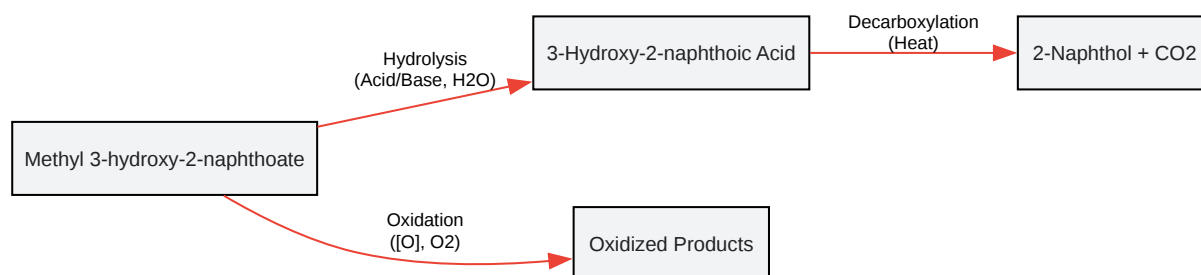 Methyl 3-hydroxy-2-naphthoate
Hydrolysis
(Acid/Base, H2O)
3-Hydroxy-2-naphthoic Acid
Decarboxylation
(Heat)
2-Naphthol + CO2
Oxidation
([O], O2)
Oxidized Products